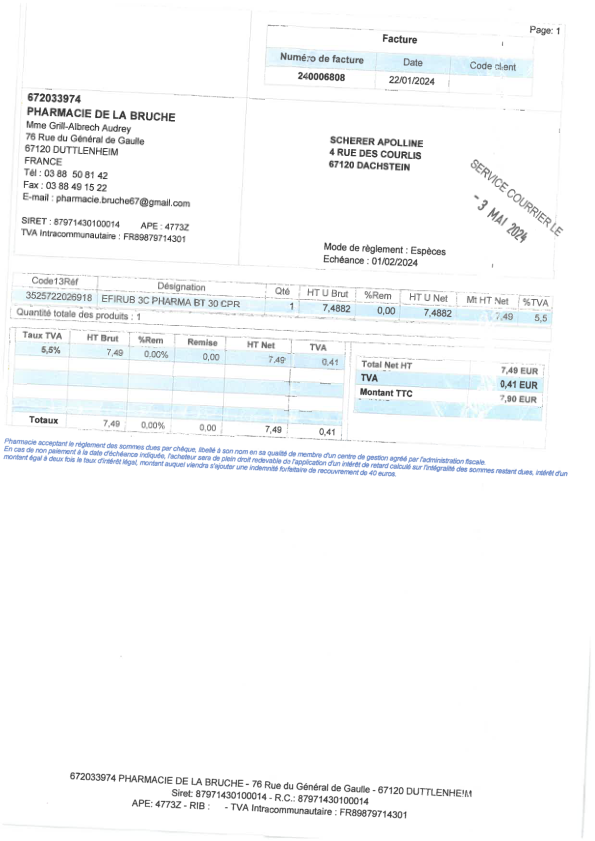 Page: 1
Facture
Numéro de facture Date Code client
240006808 22/01/2024
672033974
PHARMACIE DE LA BRUCHE
Mme Grill-Albrech Audrey
76 Rue du Général de Gaulle
67120 DUTTLENHEIM
FRANCE
Tél : 03 88 50 81 42
Fax : 03 88 49 15 22
E-mail : pharmacie.bruche67@gmail.com
SIRET : 87971430100014 APE : 4773Z
TVA Intracommunautaire : FR89879714301
SCHERER APOLLINE
4 RUE DES COURLIS
67120 DACHSTEIN
SERVICE COURRIER LE
- 3 MAI 2024
Mode de règlement : Espèces
Echéance : 01/02/2024
Code13Réf Désignation Qté HT U Brut %Rem HT U Net Mt HT Net %TVA
3525722026918 EFIRUB 3C PHARMA BT 30 CPR 1 7,4882 0,00 7,4882 7,49 5,5
Quantité totale des produits : 1
Taux TVA HT Brut %Rem Remise HT Net TVA
5,5% 7,49 0.00% 0,00 7,49 0,41
Totaux 7,49 0,00% 0,00 7,49 0,41
Total Net HT 7,49 EUR
TVA 0,41 EUR
Montant TTC 7,90 EUR
Pharmacie acceptant le réglement des sommes dues par chèque, libellé à son nom en sa qualité de membre d'un centre de gestion agréé par l'administration fiscale.
En cas de non paiement à la date d'échéance indiquée, l'acheteur sera de plein droit redevable de l'application d'un intérêt de retard calculé sur l'intégralité des sommes restant dues, intérêt d'un
montant égal à deux fois le taux d'intérêt légal, montant auquel viendra s'ajouter une indemnité forfaitaire de recouvrement de 40 euros.
672033974 PHARMACIE DE LA BRUCHE - 76 Rue du Général de Gaulle - 67120 DUTTLENHEIM
Siret: 87971430100014 - R.C.: 87971430100014
APE: 4773Z - RIB : - TVA Intracommunautaire : FR89879714301